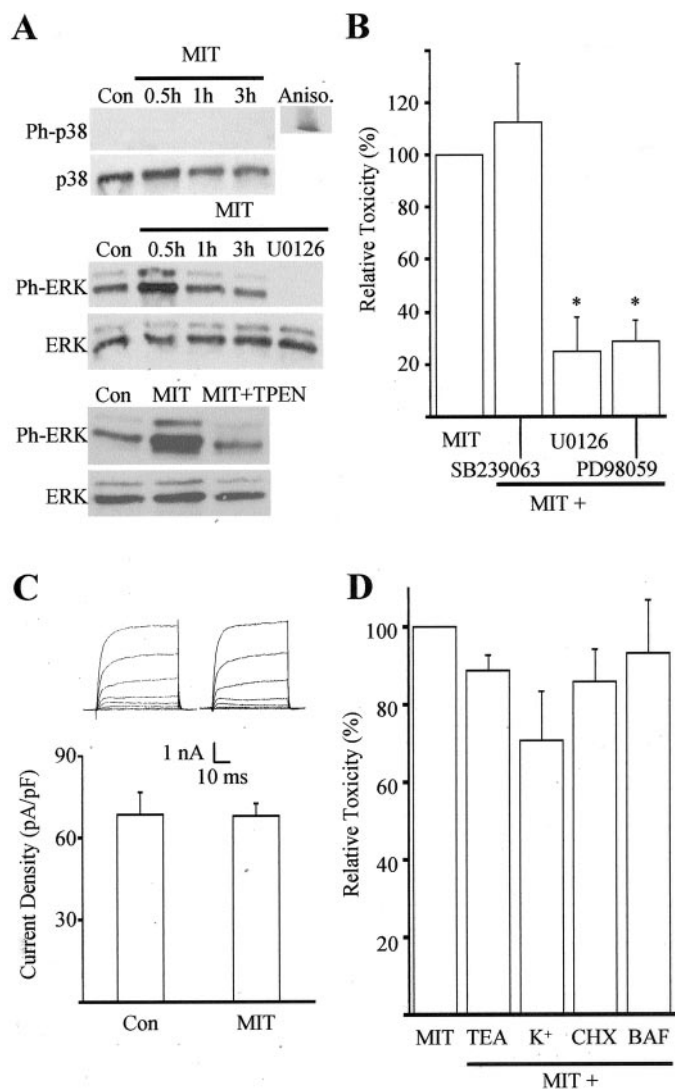 A
MIT
Con 0.5h 1h 3h Aniso.
Ph-p38
p38
MIT
Con 0.5h 1h 3h U0126
Ph-ERK
ERK
Con MIT MIT+TPEN
Ph-ERK
ERK
B
Relative Toxicity (%)
120
100
80
60
40
20
* *
MIT U0126
SB239063 PD98059
MIT +
C
1 nA
10 ms
Current Density (pA/pF)
90
60
30
Con MIT
D
Relative Toxicity (%)
100
80
60
40
20
MIT TEA K+ CHX BAF
MIT +